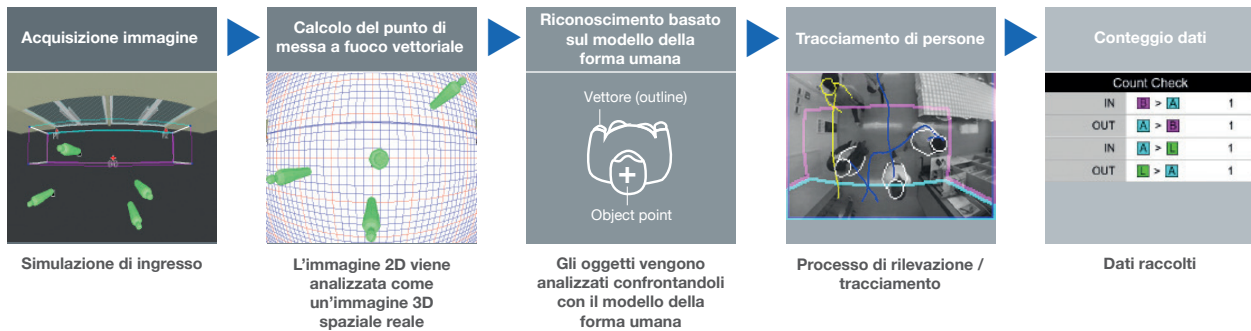 Acquisizione immagine
Simulazione di ingresso
Calcolo del punto di
messa a fuoco vettoriale
L'immagine 2D viene
analizzata come
un'immagine 3D
spaziale reale
Riconoscimento basato
sul modello della
forma umana
Vettore (outline)
Object point
Gli oggetti vengono
analizzati confrontandoli
con il modello della
forma umana
Tracciamento di persone
Processo di rilevazione /
tracciamento
Conteggio dati
Count Check
IN B > A 1
OUT A > B 1
IN A > L 1
OUT L > A 1
Dati raccolti